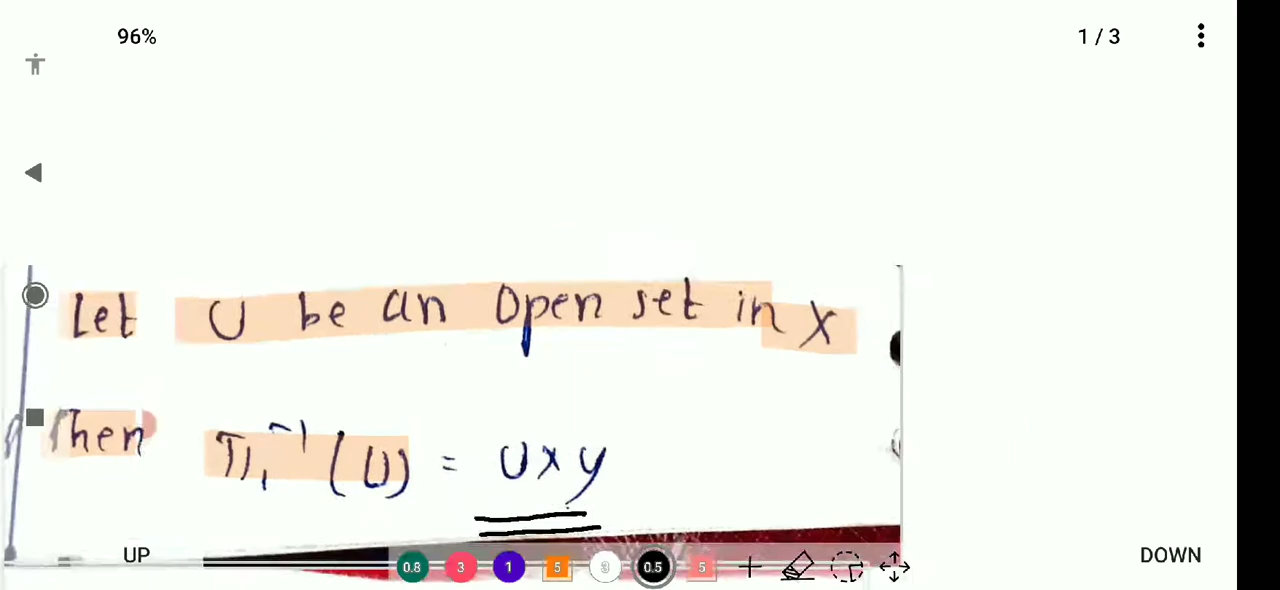 96%
1 / 3
Let U be an open set in X
Then π₁⁻¹(U) = U×y
UP
0.8 3 1 5 3 0.5 5
DOWN